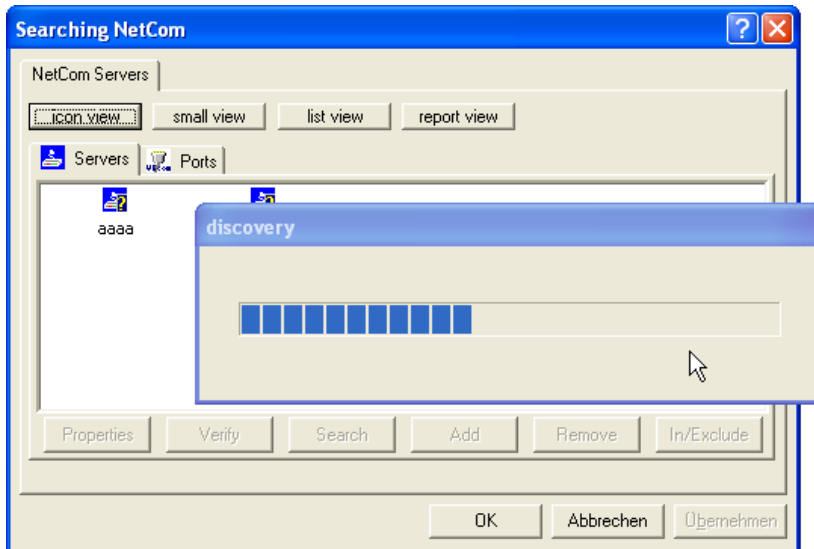 Searching NetCom
NetCom Servers
icon view small view list view report view
Servers Ports
aaaa
discovery
Properties Verify Search Add Remove In/Exclude
OK Abbrechen Übernehmen